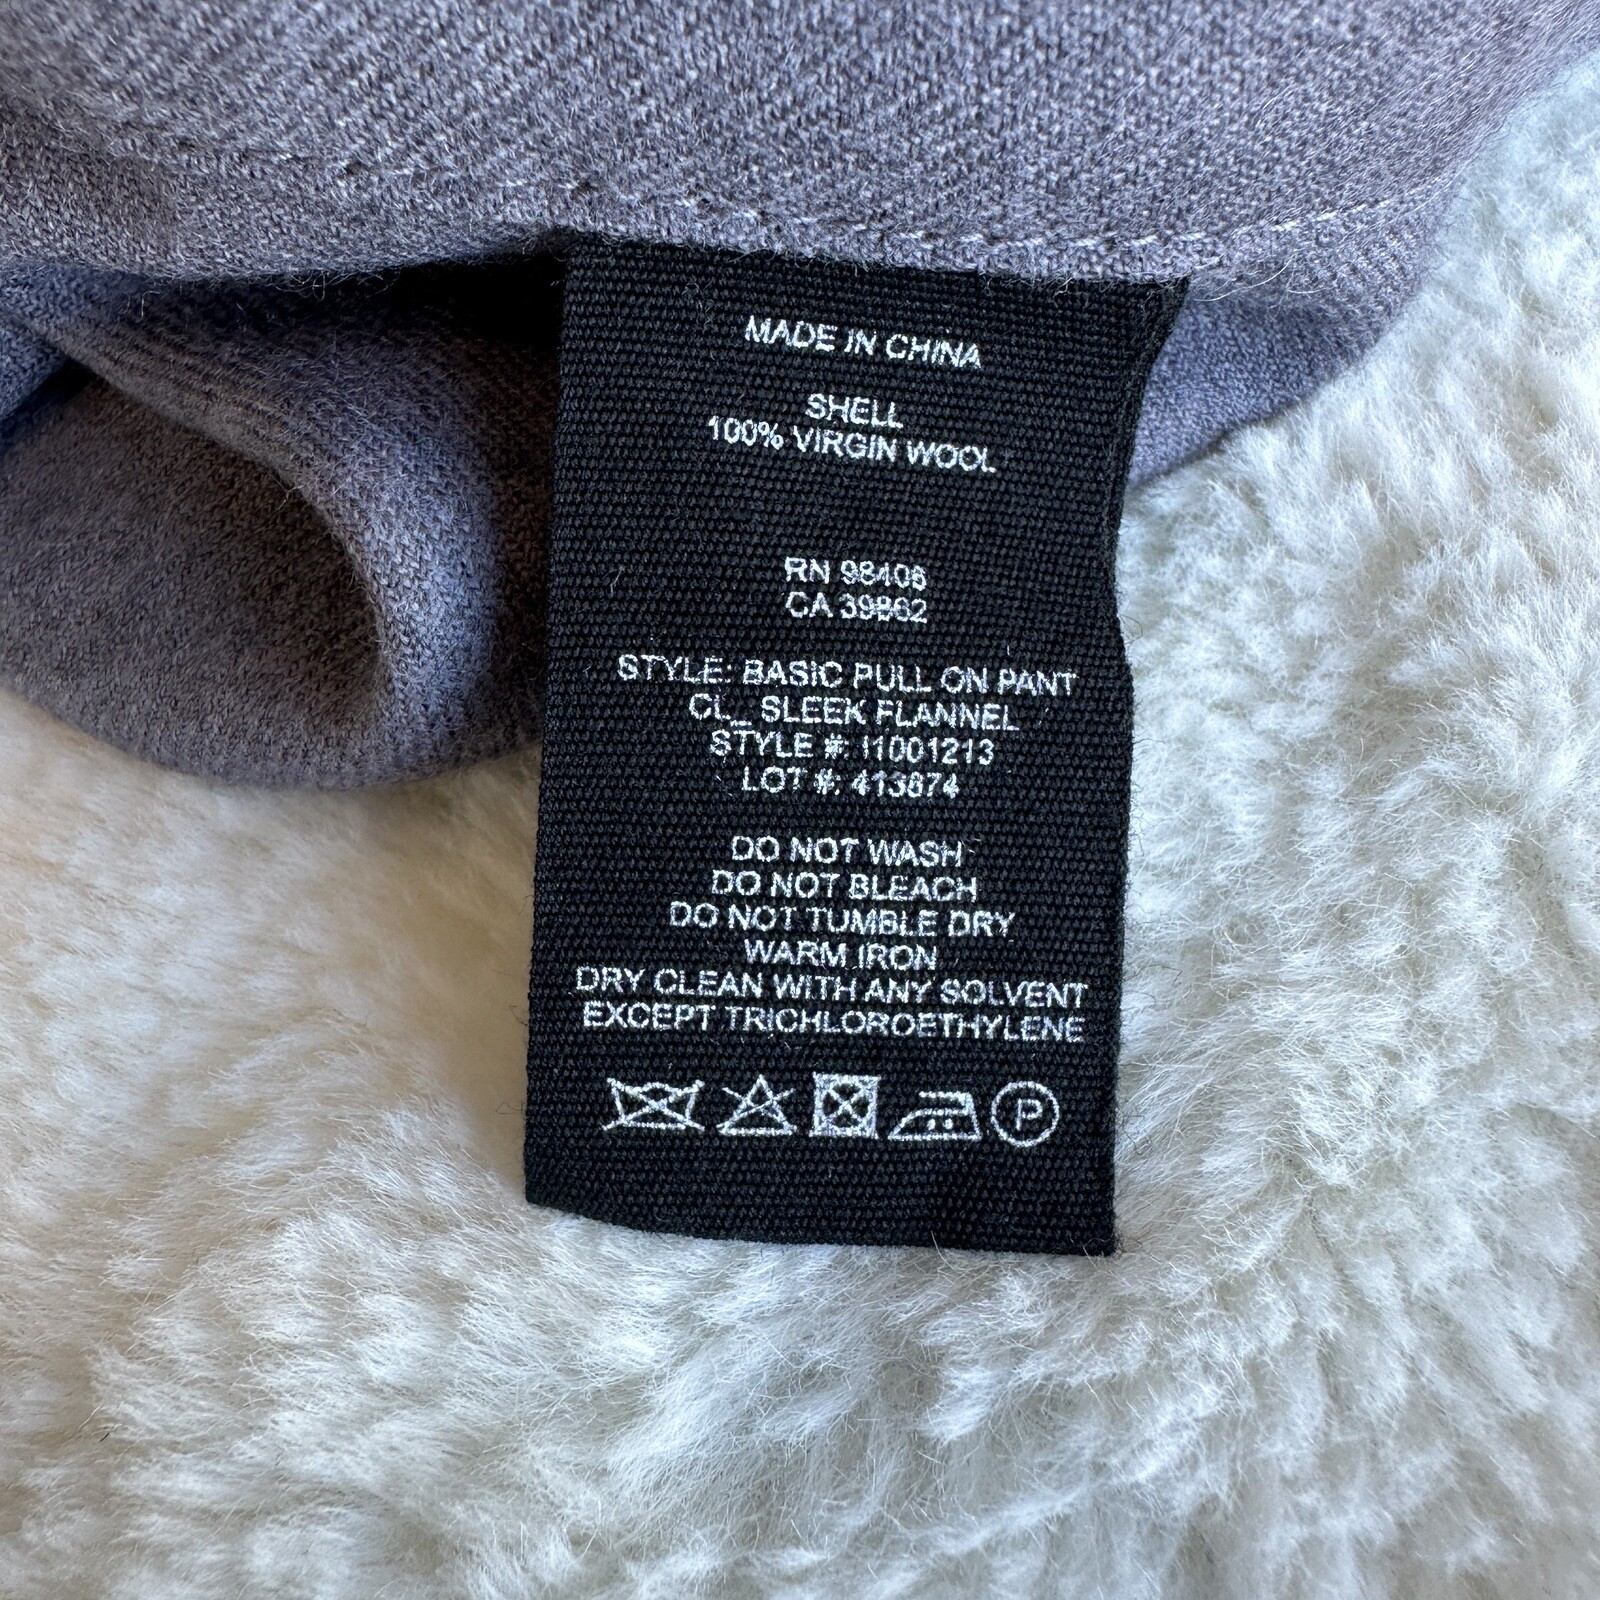 MADE IN CHINA
SHELL
100% VIRGIN WOOL
RN 98406
CA 39862
STYLE: BASIC PULL ON PANT
CL_ SLEEK FLANNEL
STYLE #: I1001213
LOT #: 413874
DO NOT WASH
DO NOT BLEACH
DO NOT TUMBLE DRY
WARM IRON
DRY CLEAN WITH ANY SOLVENT
EXCEPT TRICHLOROETHYLENE
P